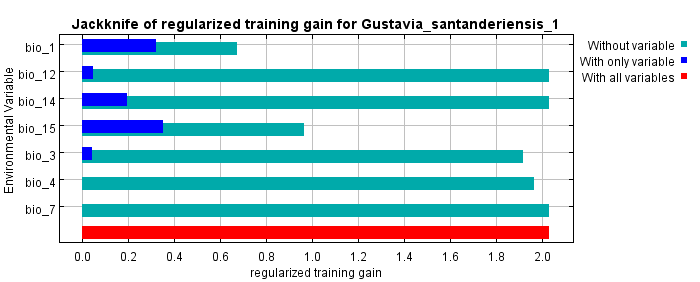 Jackknife of regularized training gain for Gustavia_santanderiensis_1
Environmental Variable
bio_1
bio_12
bio_14
bio_15
bio_3
bio_4
bio_7
0.0 0.2 0.4 0.6 0.8 1.0 1.2 1.4 1.6 1.8 2.0
regularized training gain
Without variable
With only variable
With all variables